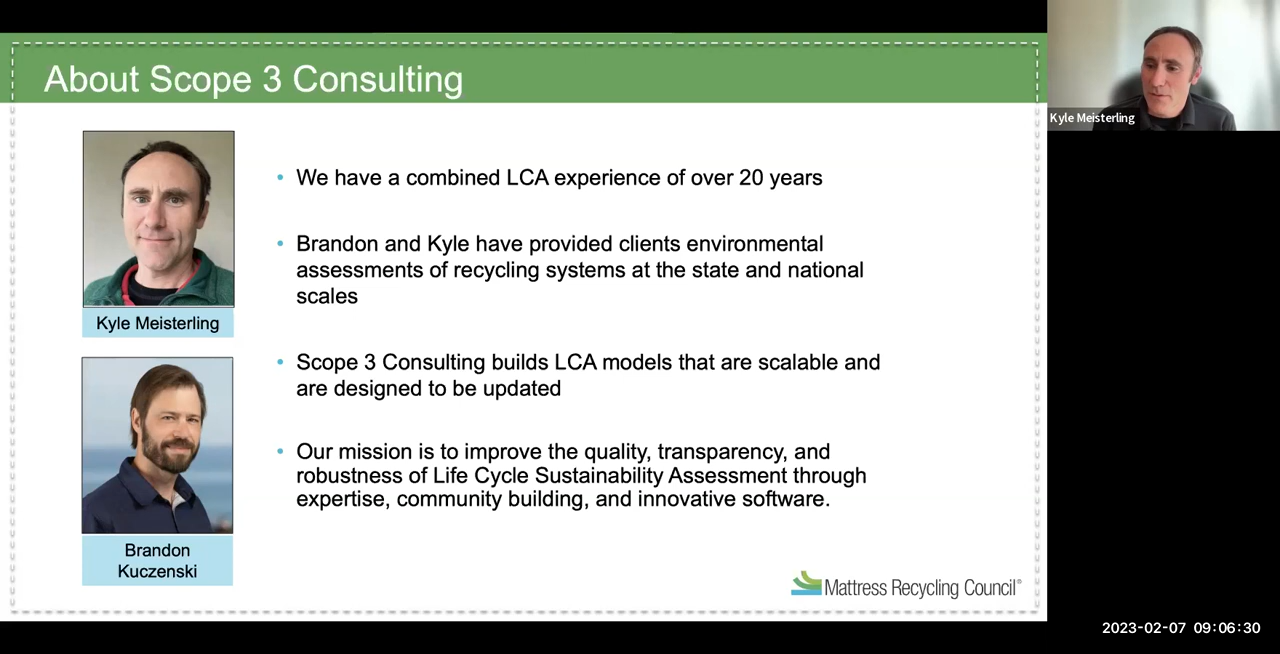 About Scope 3 Consulting
Kyle Meisterling
• We have a combined LCA experience of over 20 years
• Brandon and Kyle have provided clients environmental
assessments of recycling systems at the state and national
scales
Kyle Meisterling
• Scope 3 Consulting builds LCA models that are scalable and
are designed to be updated
• Our mission is to improve the quality, transparency, and
robustness of Life Cycle Sustainability Assessment through
expertise, community building, and innovative software.
Brandon
Kuczenski
Mattress Recycling Council®
2023-02-07 09:06:30